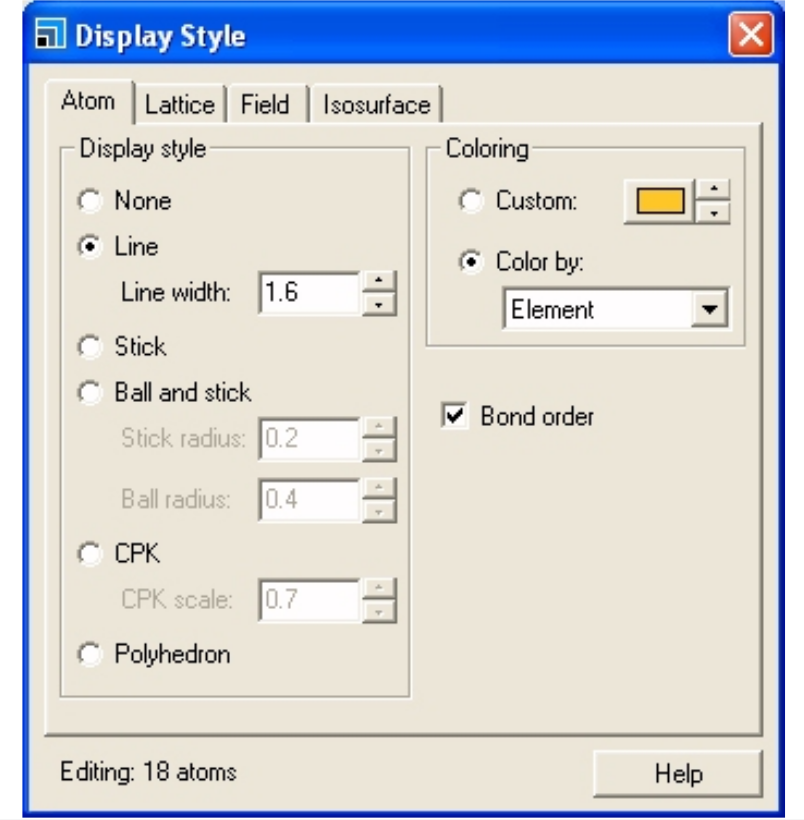 Display Style
Atom Lattice Field Isosurface
Display style
None
Line
Line width: 1.6
Stick
Ball and stick
Stick radius: 0.2
Ball radius: 0.4
CPK
CPK scale: 0.7
Polyhedron
Coloring
Custom:
Color by:
Element
Bond order
Editing: 18 atoms
Help